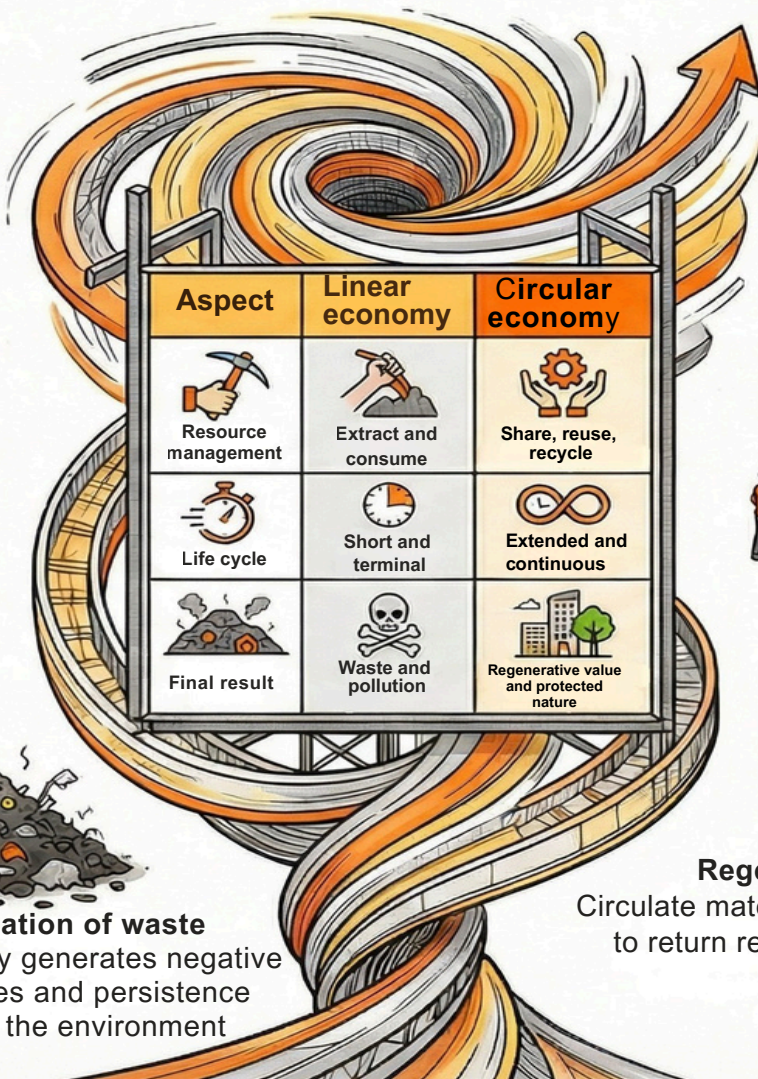 Aspect
Linear
economy
Circular
economy
Resource
management
Extract and
consume
Share, reuse,
recycle
Life cycle
Short and
terminal
Extended and
continuous
Final result
Waste and
pollution
Regenerative value
and protected
nature
ation of waste
y generates negative
es and persistence
the environment
Rege
Circulate mate
to return re